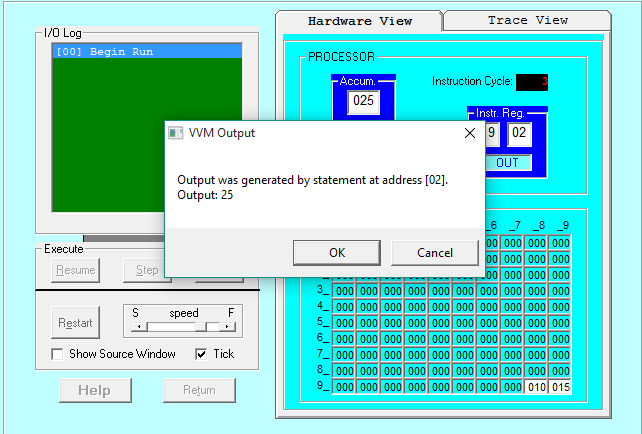 Hardware View
Trace View
I/O Log
[00] Begin Run
PROCESSOR
Accum.
025
Instruction Cycle: 3
Instr. Reg.
9 02
OUT
VVM Output
Output was generated by statement at address [02].
Output: 25
OK
Cancel
_6 _7 _8 _9
000 000 000 000
000 000 000 000
000 000 000 000
3_ 000 000 000 000 000 000 000 000 000 000
4_ 000 000 000 000 000 000 000 000 000 000
5_ 000 000 000 000 000 000 000 000 000 000
6_ 000 000 000 000 000 000 000 000 000 000
7_ 000 000 000 000 000 000 000 000 000 000
8_ 000 000 000 000 000 000 000 000 000 000
9_ 000 000 000 000 000 000 000 000 010 015
Execute
Resume
Step
Restart
S speed F
Show Source Window
Tick
Help
Return